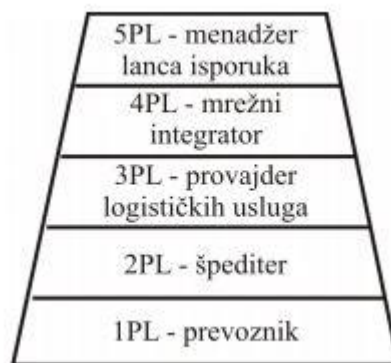 5PL - menadžer
lanca isporuka
4PL - mrežni
integrator
3PL - provajder
logističkih usluga
2PL - špediter
1PL - prevoznik